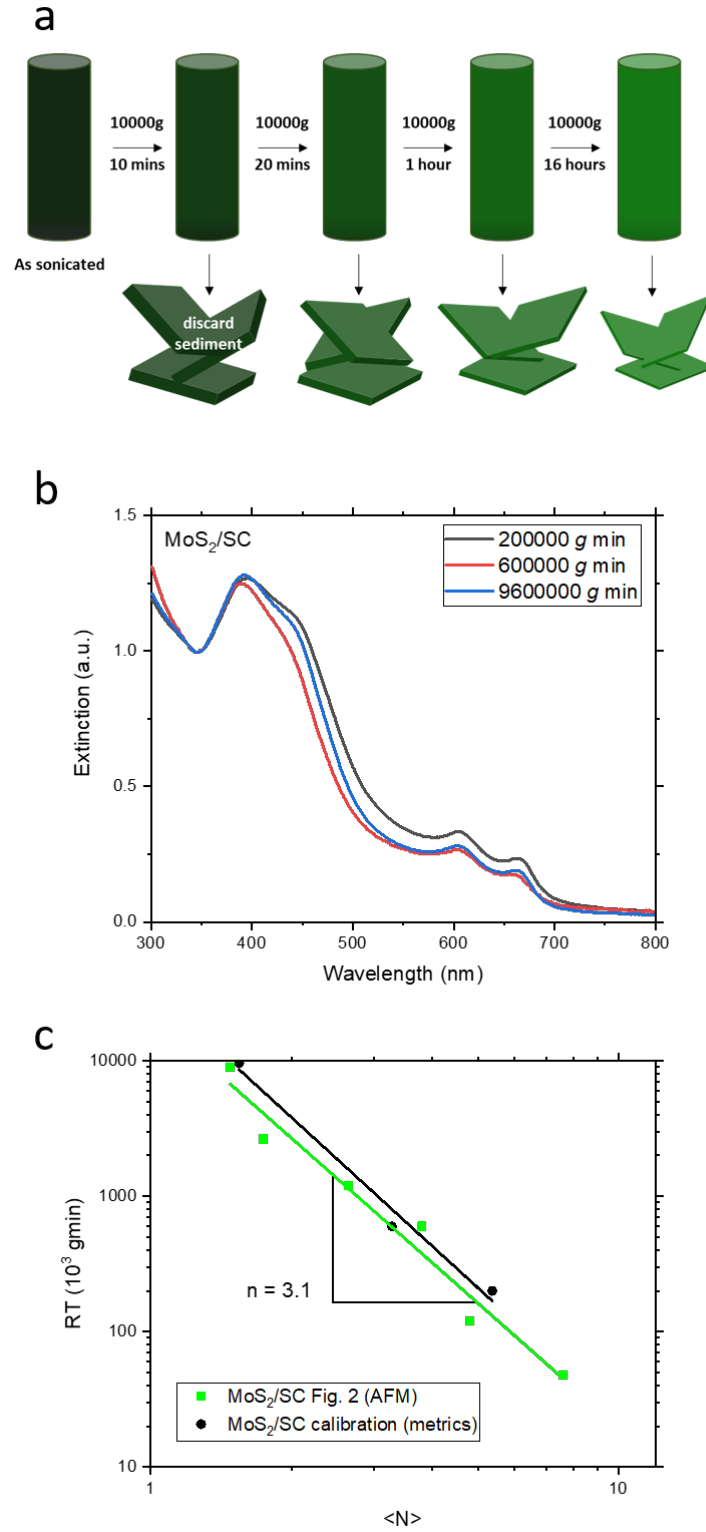 a
10000g
10 mins
10000g
20 mins
10000g
1 hour
10000g
16 hours
As sonicated
discard
sediment
b
MoS₂/SC
200000 g min
600000 g min
9600000 g min
1.5
1.0
0.5
0.0
Extinction (a.u.)
300
400
500
600
700
800
Wavelength (nm)
c
10000
1000
100
10
RT (10³ gmin)
n = 3.1
MoS₂/SC Fig. 2 (AFM)
MoS₂/SC calibration (metrics)
1
10
<N>